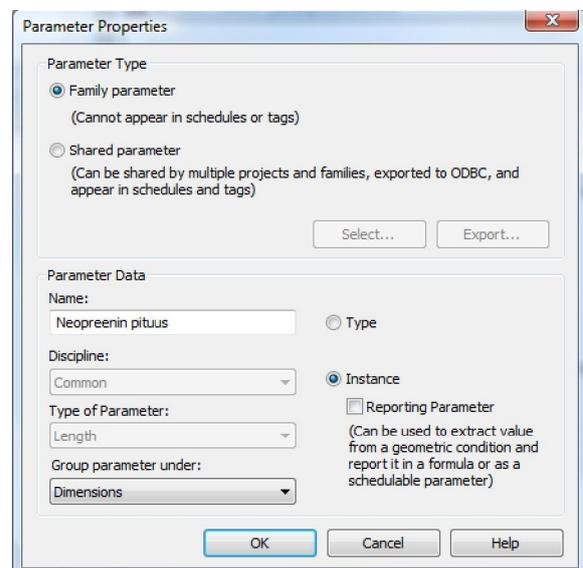 Parameter Properties
Parameter Type
Family parameter
(Cannot appear in schedules or tags)
Shared parameter
(Can be shared by multiple projects and families, exported to ODBC, and
appear in schedules and tags)
Select...
Export...
Parameter Data
Name:
Neopreenin pituus
Type
Discipline:
Common
Instance
Reporting Parameter
Type of Parameter:
Length
(Can be used to extract value
from a geometric condition and
report it in a formula or as a
schedulable parameter)
Group parameter under:
Dimensions
OK
Cancel
Help